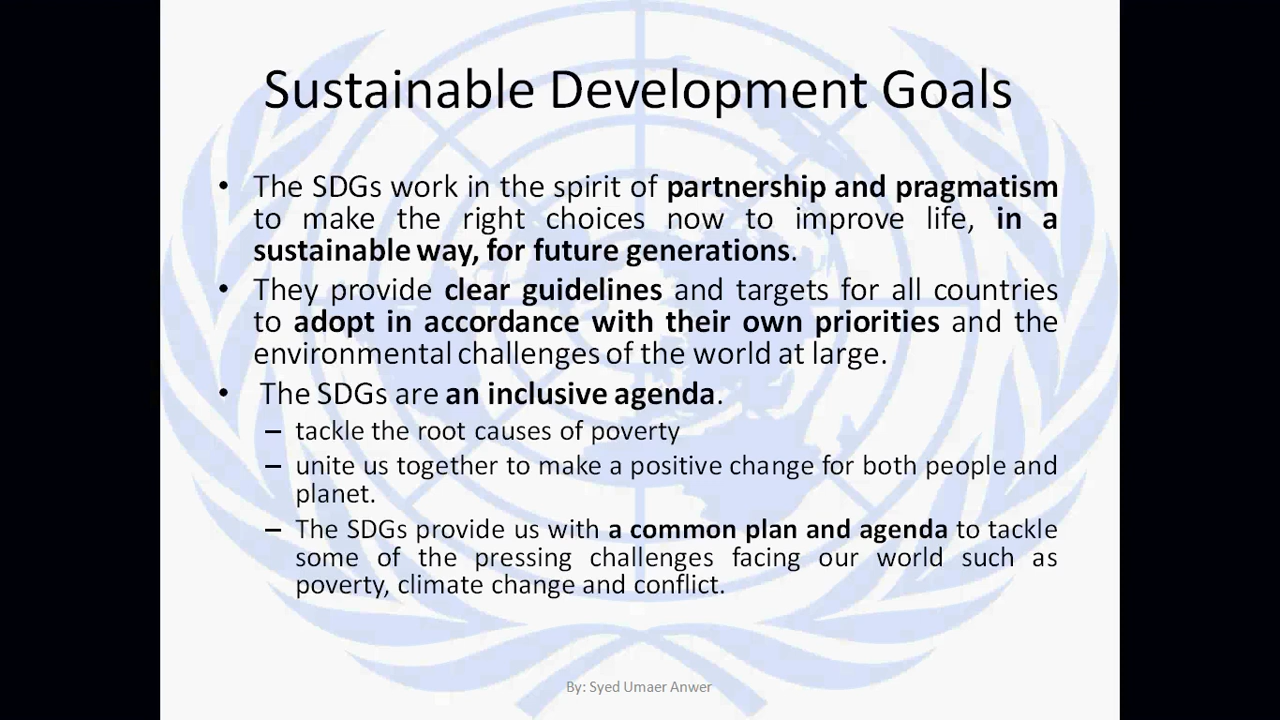 Sustainable Development Goals
• The SDGs work in the spirit of partnership and pragmatism
to make the right choices now to improve life, in a
sustainable way, for future generations.
• They provide clear guidelines and targets for all countries
to adopt in accordance with their own priorities and the
environmental challenges of the world at large.
• The SDGs are an inclusive agenda.
– tackle the root causes of poverty
– unite us together to make a positive change for both people and
planet.
– The SDGs provide us with a common plan and agenda to tackle
some of the pressing challenges facing our world such as
poverty, climate change and conflict.
By: Syed Umaer Anwer